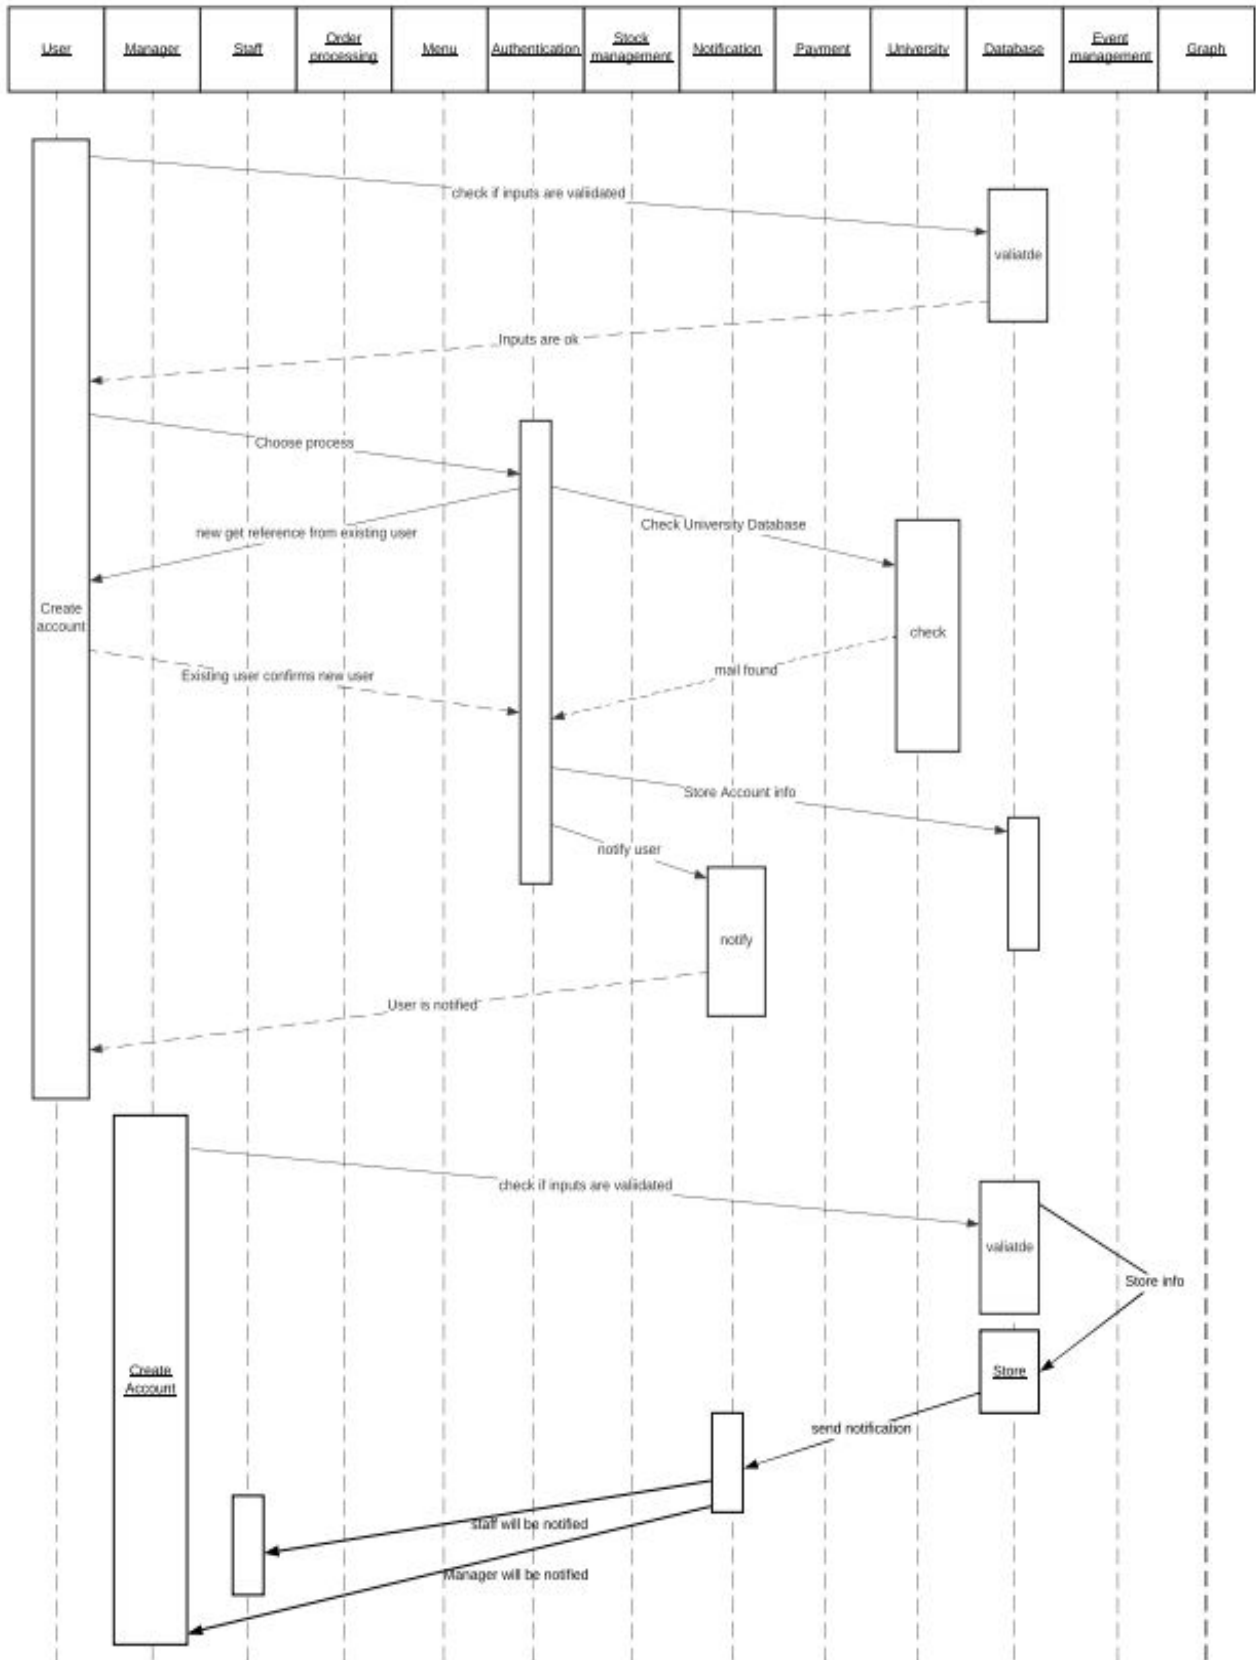 User
Manager
Staff
Order
processing
Menu
Authentication
Stock
management
Notification
Payment
University
Database
Event
management
Graph
check if inputs are valiidated
valiatde
Inputs are ok
Choose process
new get reference from existing user
Check University Database
Create
account
check
Existing user confirms new user
mail found
Store Account info
notify user
notify
User is notified
check if inputs are valiidated
valiatde
Store info
Create
Account
Store
send notification
staff will be notified
Manager will be notified